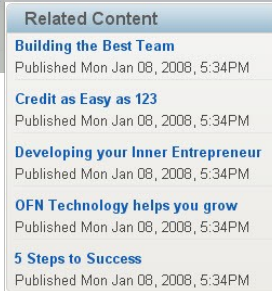 Related Content
Building the Best Team
Published Mon Jan 08, 2008, 5:34PM
Credit as Easy as 123
Published Mon Jan 08, 2008, 5:34PM
Developing your Inner Entrepreneur
Published Mon Jan 08, 2008, 5:34PM
OFN Technology helps you grow
Published Mon Jan 08, 2008, 5:34PM
5 Steps to Success
Published Mon Jan 08, 2008, 5:34PM